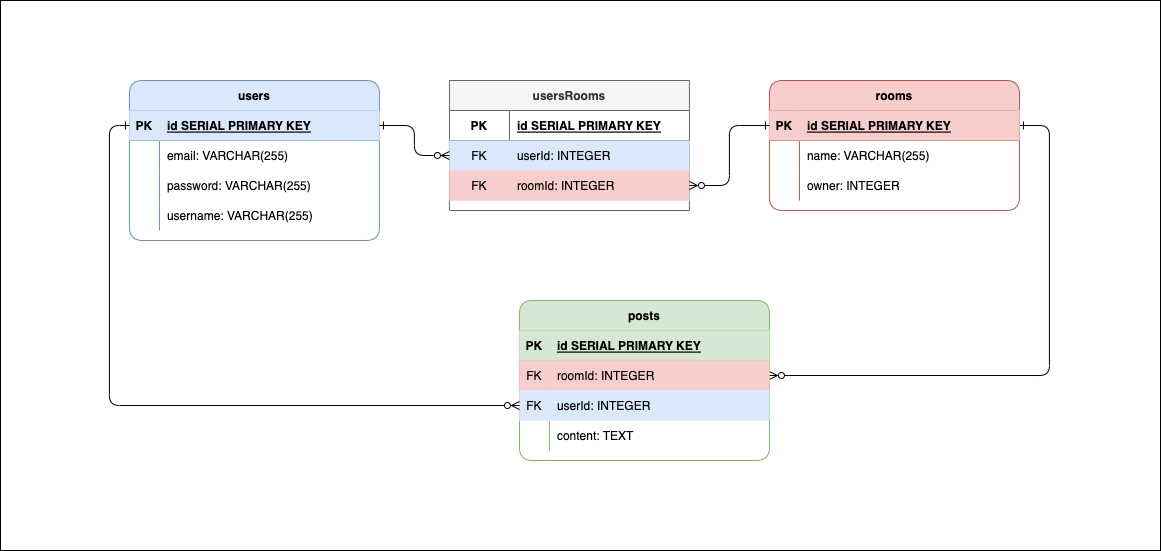 users
PK id SERIAL PRIMARY KEY
email: VARCHAR(255)
password: VARCHAR(255)
username: VARCHAR(255)
usersRooms
PK id SERIAL PRIMARY KEY
FK userId: INTEGER
FK roomId: INTEGER
rooms
PK id SERIAL PRIMARY KEY
name: VARCHAR(255)
owner: INTEGER
posts
PK id SERIAL PRIMARY KEY
FK roomId: INTEGER
FK userId: INTEGER
content: TEXT